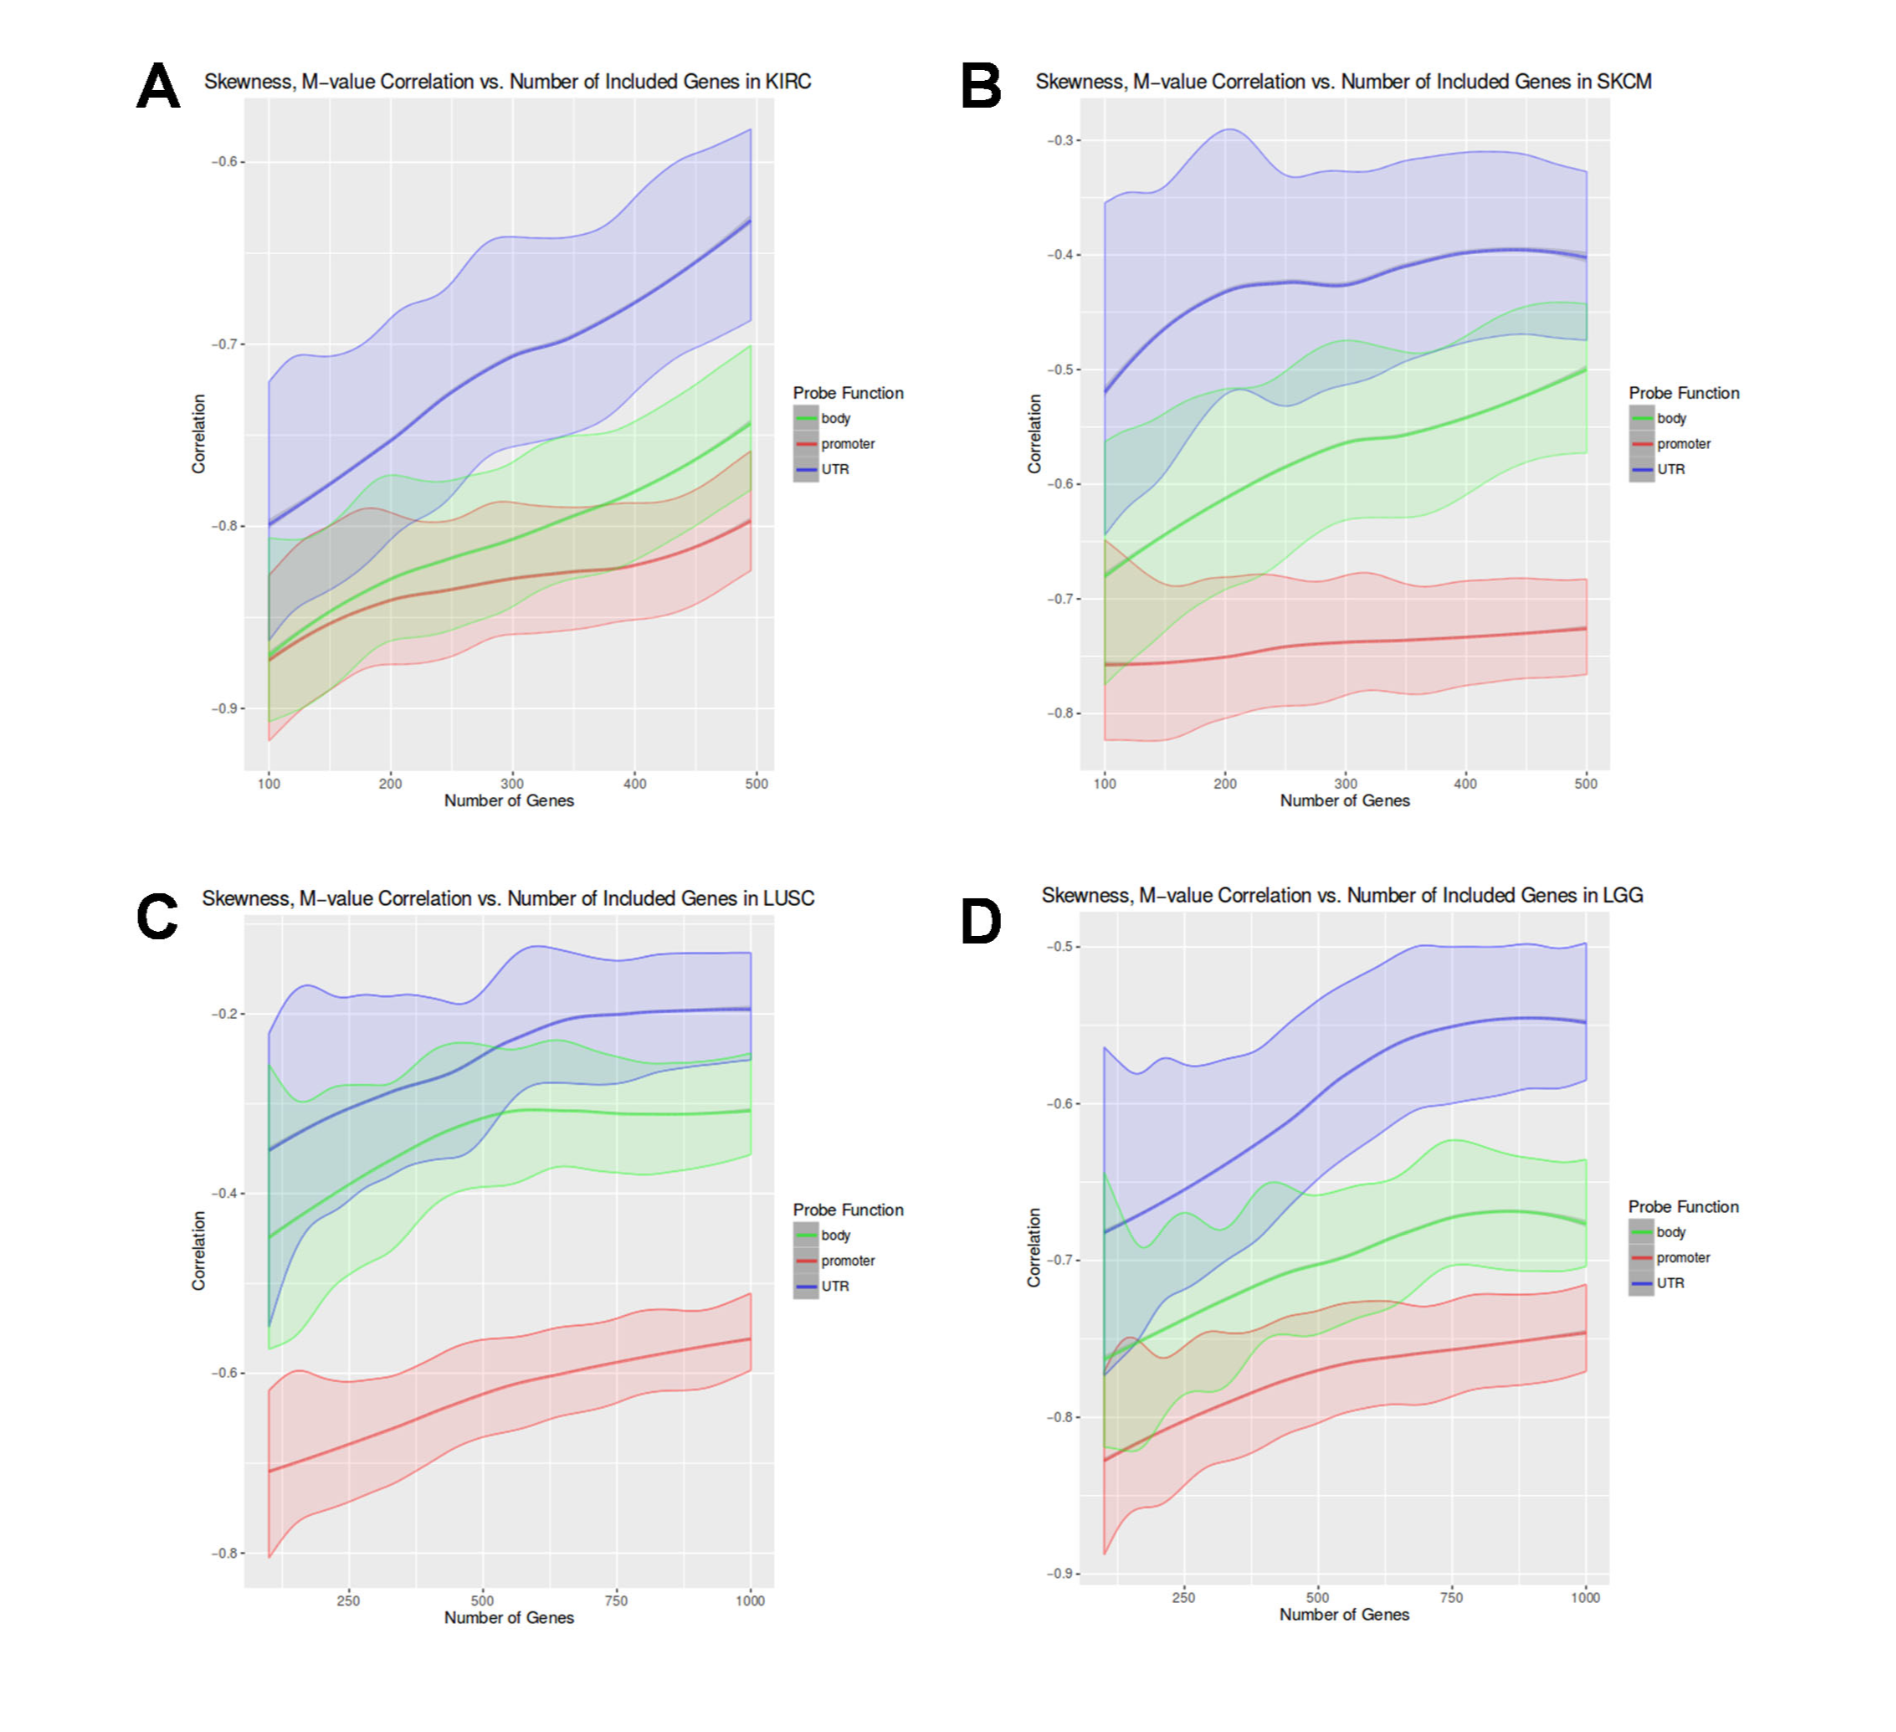 A
Skewness, M−value Correlation vs. Number of Included Genes in KIRC
−0.6
−0.7
−0.8
−0.9
Correlation
100 200 300 400 500
Number of Genes
Probe Function
body
promoter
UTR
B
Skewness, M−value Correlation vs. Number of Included Genes in SKCM
−0.3
−0.4
−0.5
−0.6
−0.7
−0.8
Correlation
100 200 300 400 500
Number of Genes
Probe Function
body
promoter
UTR
C
Skewness, M−value Correlation vs. Number of Included Genes in LUSC
−0.2
−0.4
−0.6
−0.8
Correlation
250 500 750 1000
Number of Genes
Probe Function
body
promoter
UTR
D
Skewness, M−value Correlation vs. Number of Included Genes in LGG
−0.5
−0.6
−0.7
−0.8
−0.9
Correlation
250 500 750 1000
Number of Genes
Probe Function
body
promoter
UTR